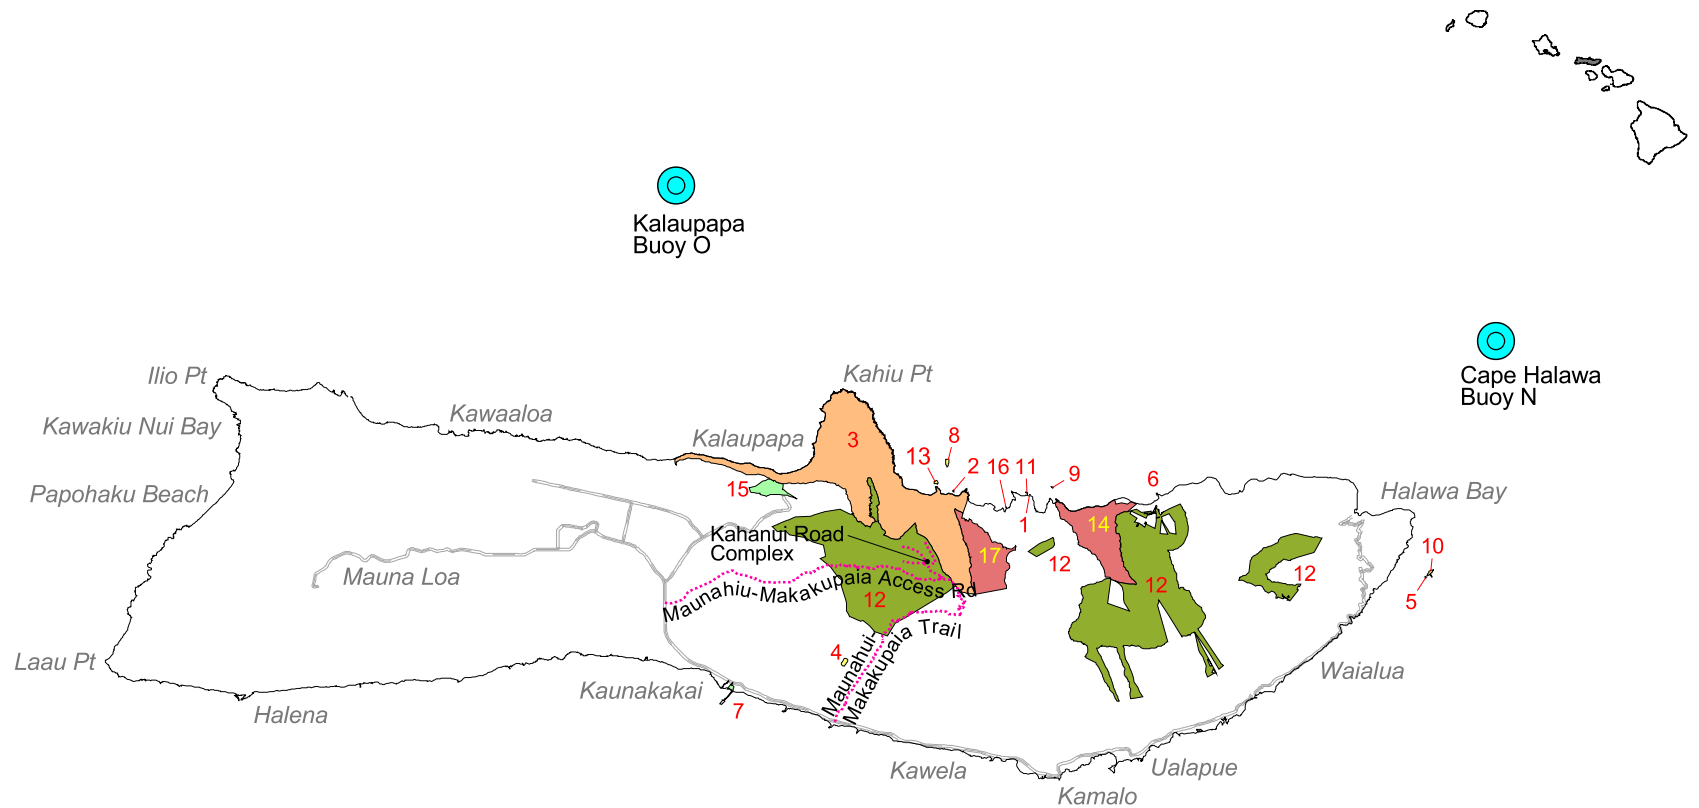 Kalaupapa
Buoy O
Cape Halawa
Buoy N
Ilio Pt
Kahiu Pt
Kawaaloa
Kawakiu Nui Bay
Kalaupapa
3
8
13
2
16
11
9
6
Papohaku Beach
15
Halawa Bay
1
14
Kahanui Road
Complex
17
12
10
Mauna Loa
12
12
12
5
Maunahiu-Makakupaia Access Rd
Maunahui-
Makakupaia Trail
4
Laau Pt
Waialua
Kaunakakai
7
Halena
Kawela
Ualapue
Kamalo